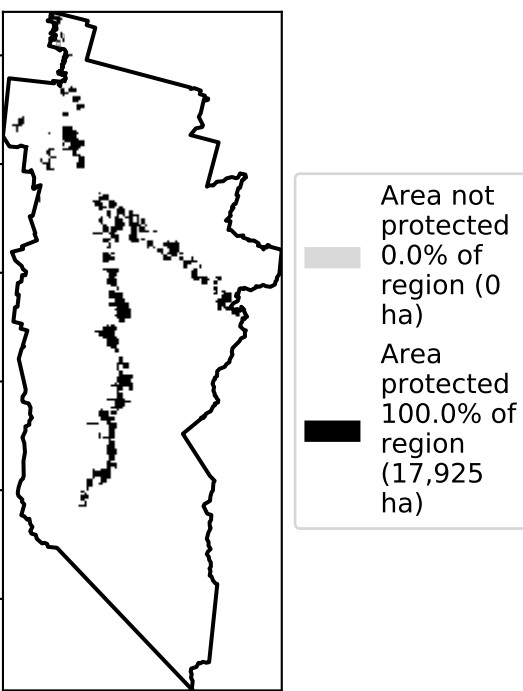 Area not
protected
0.0% of
region (0
ha)
Area
protected
100.0% of
region
(17,925
ha)